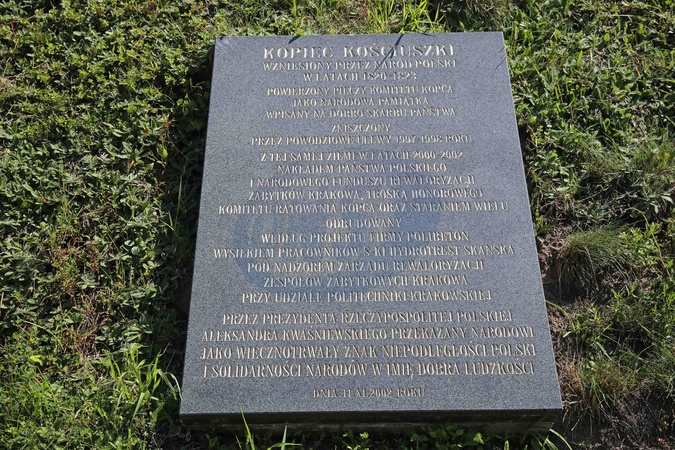 KOPIEC KOŚCIUSZKI
WZNIESIONY PRZEZ NARÓD POLSKI
W LATACH 1820-1823
POWIERZONY PIECZY KOMITETU KOPCA
JAKO NARODOWA PAMIĄTKA
WPISANY NA DOBRO SKARBU PAŃSTWA
ZNISZCZONY
PRZEZ POWODZIOWE ULEWY 1997-1998 ROKU
Z TEJ SAMEJ ZIEMI W LATACH 2000-2002
NAKŁADEM PAŃSTWA POLSKIEGO
I NARODOWEGO FUNDUSZU REWALORYZACJI
ZABYTKÓW KRAKOWA, TROSKĄ HONOROWEGO
KOMITETU RATOWANIA KOPCA ORAZ STARANIEM WIELU
ODBUDOWANY
WEDŁUG PROJEKTU FIRMY POLIBETON
WYSIŁKIEM PRACOWNIKÓW S-KI HYDROTREST SKANSKA
POD NADZOREM ZARZĄDU REWALORYZACJI
ZESPOŁÓW ZABYTKOWYCH KRAKOWA
PRZY UDZIALE POLITECHNIKI KRAKOWSKIEJ
PRZEZ PREZYDENTA RZECZYPOSPOLITEJ POLSKIEJ
ALEKSANDRA KWAŚNIEWSKIEGO PRZEKAZANY NARODOWI
JAKO WIECZNOTRWAŁY ZNAK NIEPODLEGŁOŚCI POLSKI
I SOLIDARNOŚCI NARODÓW W IMIĘ DOBRA LUDZKOŚCI
DNIA 11.XI.2002 ROKU